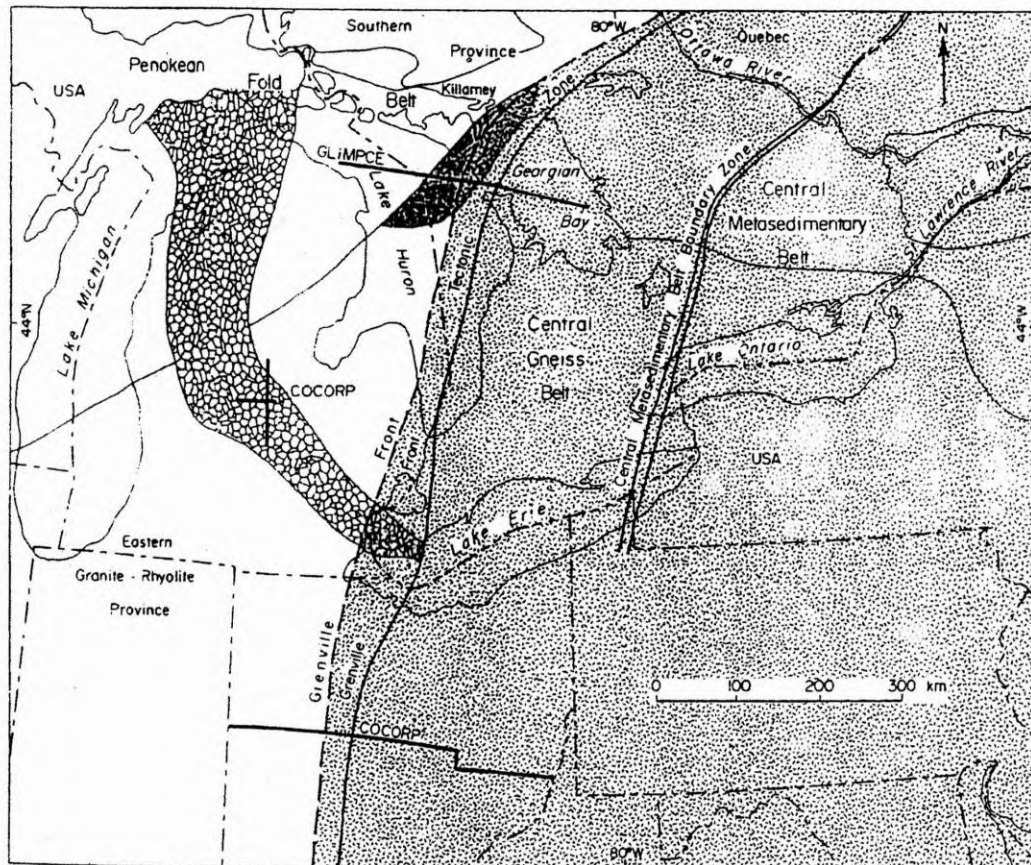 80°W
Southern
Province
Penokean
Fold
Belt
USA
Killarney
Zone
Quebec
Ottawa River
N
GLIMPCE
Lake
Huron
Georgian
Bay
Tectonic
Central
Metasedimentary
Belt
Lawrence River
Central Metasedimentary Belt Boundary Zone
44°N
44°N
Lake Michigan
Central
Gneiss
Belt
Lake Ontario
COCORP
Front
Front
USA
Lake Erie
Eastern
Granite - Rhyolite
Province
Grenville
Grenville
0 100 200 300 km
COCORP
80°W